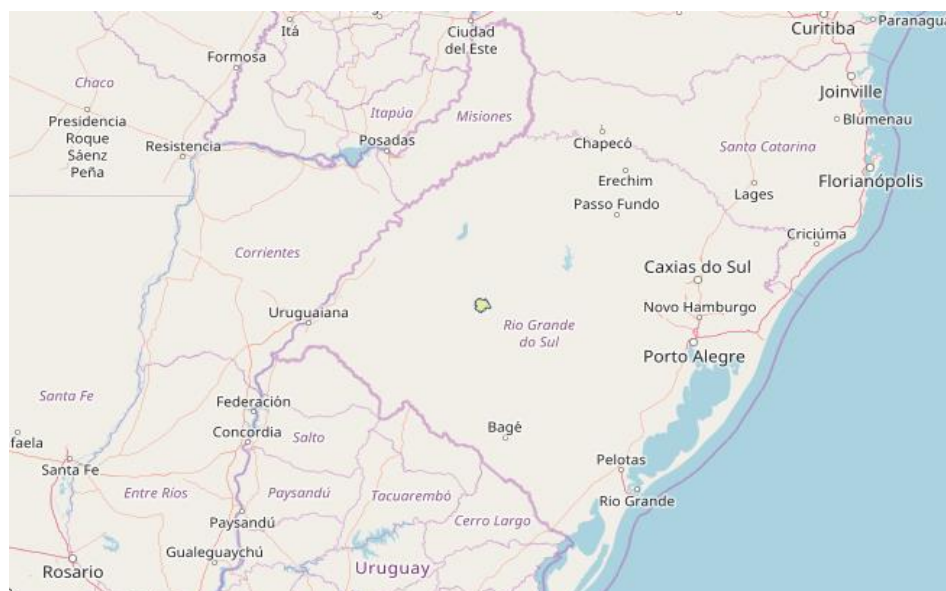 Itá
Ciudad
del Este
Curitiba
Paranagua
Formosa
Chaco
Joinville
Presidencia
Roque
Sáenz
Peña
Itapúa
Misiones
Blumenau
Resistencia
Posadas
Chapecó
Santa Catarina
Erechim
Florianópolis
Lages
Passo Fundo
Criciúma
Corrientes
Caxias do Sul
Uruguaiana
Novo Hamburgo
Rio Grande
do Sul
Porto Alegre
Santa Fe
Federación
Concordia
Salto
Bagé
faela
Santa Fe
Pelotas
Entre Ríos
Paysandú
Tacuarembó
Rio Grande
Paysandú
Cerro Largo
Gualeguaychú
Uruguay
Rosario